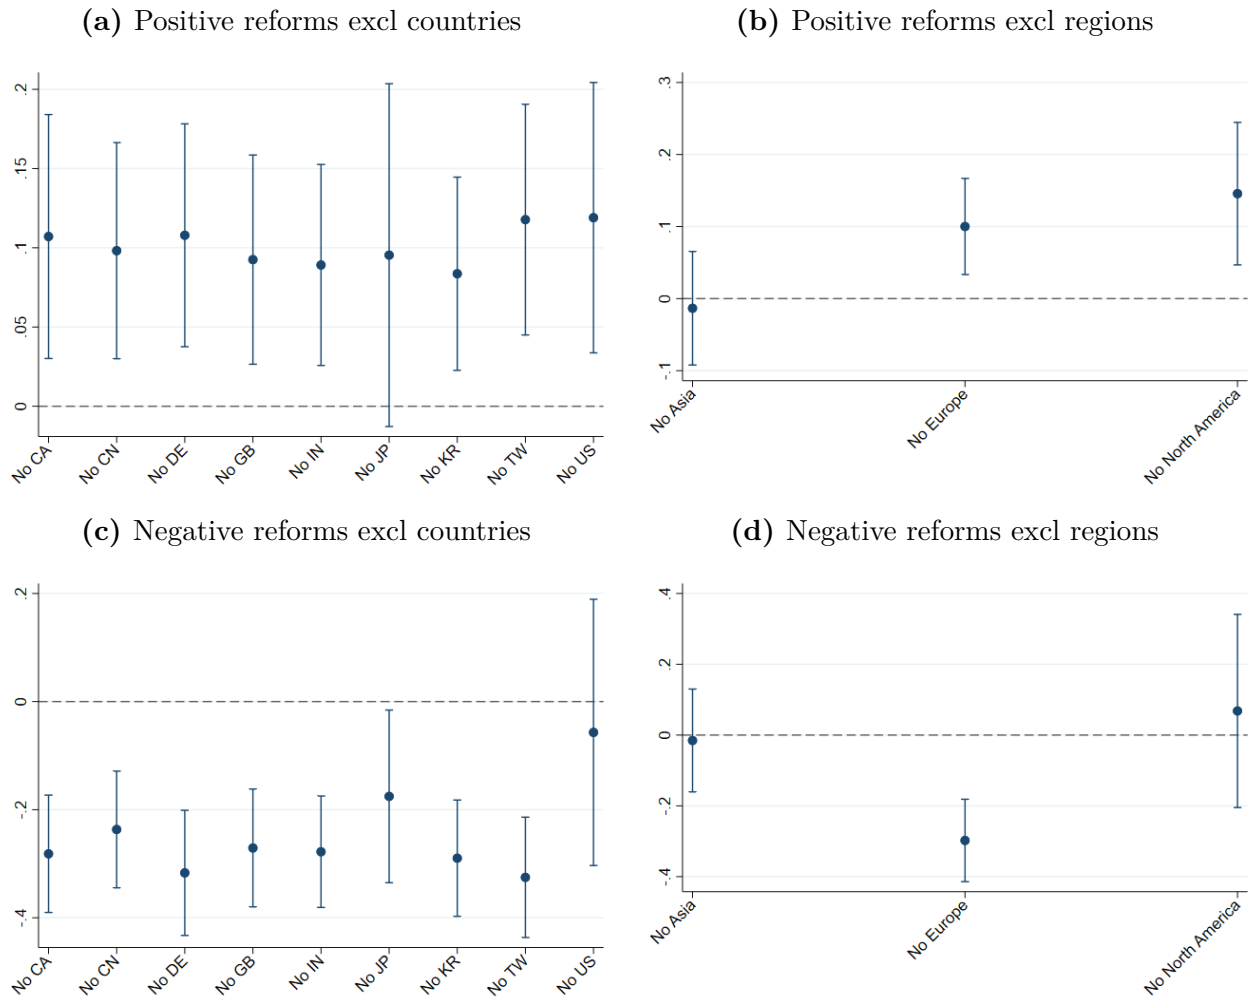 (a) Positive reforms excl countries
.2
.15
.1
.05
0
No CA
No CN
No DE
No GB
No IN
No JP
No KR
No TW
No US
(b) Positive reforms excl regions
.3
.2
.1
0
-.1
No Asia
No Europe
No North America
(c) Negative reforms excl countries
.2
0
-.2
-.4
No CA
No CN
No DE
No GB
No IN
No JP
No KR
No TW
No US
(d) Negative reforms excl regions
.4
.2
0
-.2
-.4
No Asia
No Europe
No North America